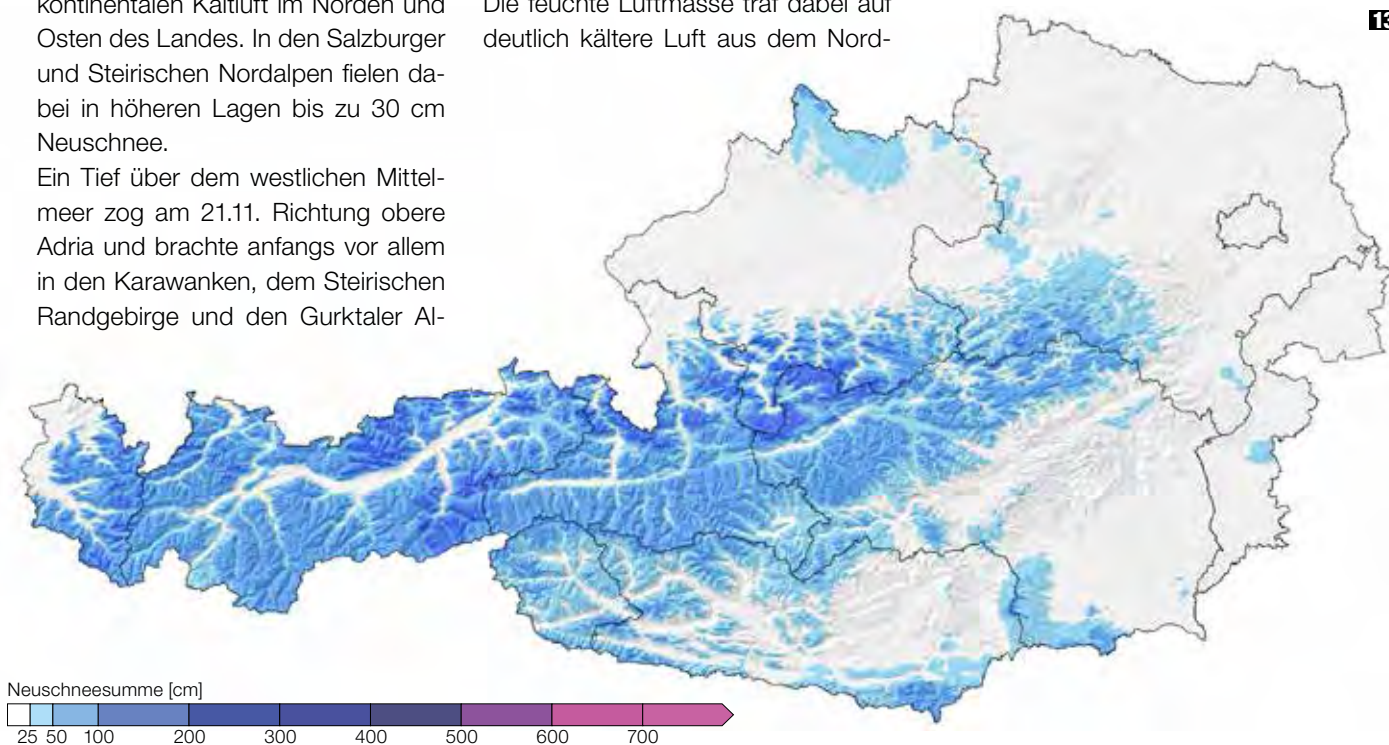 kontinentalen Kaltluft im Norden und
Osten des Landes. In den Salzburger
und Steirischen Nordalpen fielen da-
bei in höheren Lagen bis zu 30 cm
Neuschnee.
Ein Tief über dem westlichen Mittel-
meer zog am 21.11. Richtung obere
Adria und brachte anfangs vor allem
in den Karawanken, dem Steirischen
Randgebirge und den Gurktaler Al-
Die feuchte Luftmasse traf dabei auf
deutlich kältere Luft aus dem Nord-
13
Neuschneesumme [cm]
25 50 100 200 300 400 500 600 700